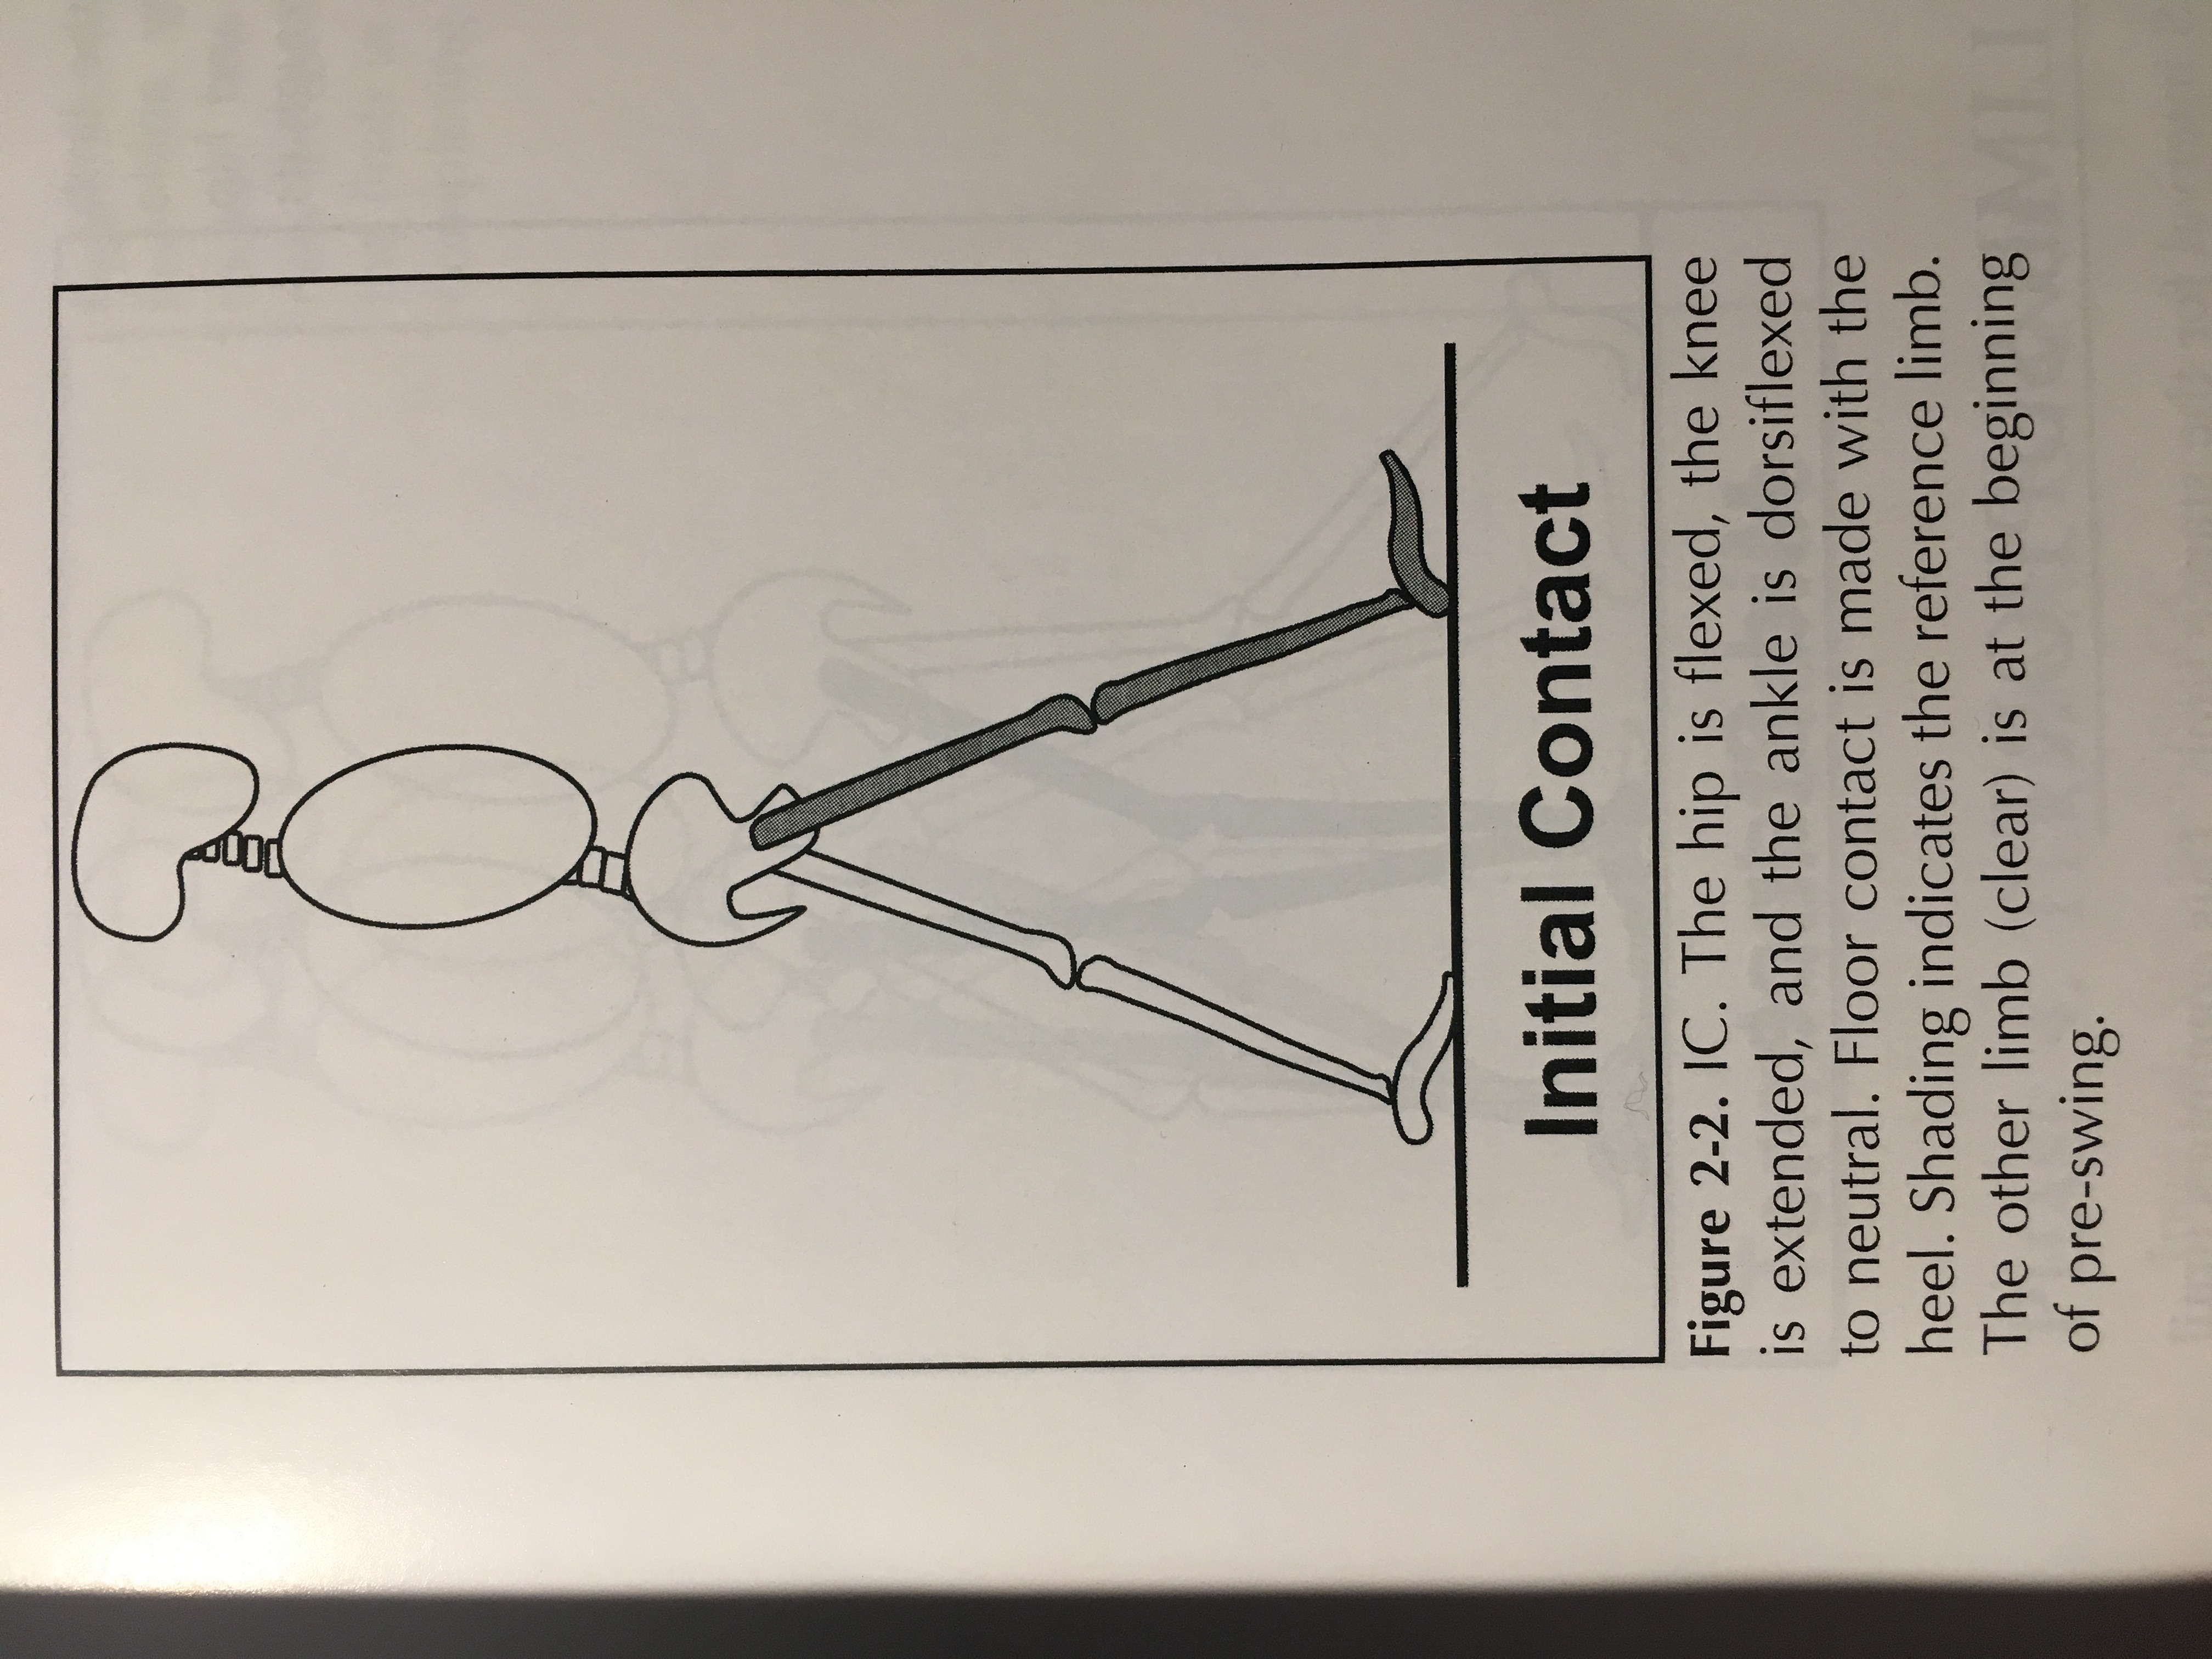 Initial Contact
Figure 2-2. IC. The hip is flexed, the knee
is extended, and the ankle is dorsiflexed
to neutral. Floor contact is made with the
heel. Shading indicates the reference limb.
The other limb (clear) is at the beginning
of pre-swing.